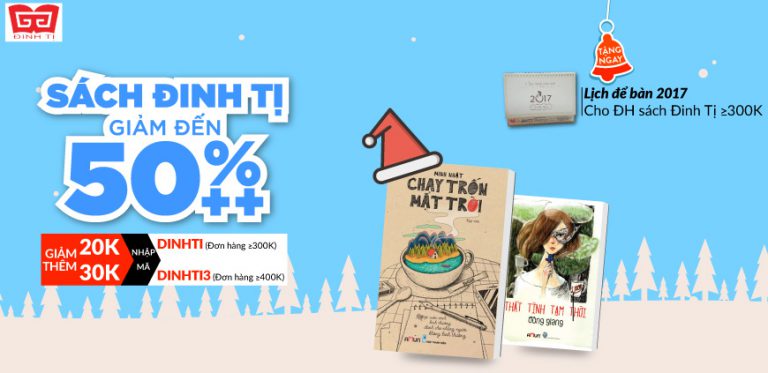 ĐINH TỊ
SÁCH ĐINH TỊ
GIẢM ĐẾN
50%++
GIẢM THÊM
20K
30K
NHẬP MÃ
DINHTI (Đơn hàng ≥300K)
DINHTI3 (Đơn hàng ≥400K)
TẶNG
NGAY
Lịch để bàn 2017
Cho ĐH sách Đinh Tị ≥300K
2017
MINH NHẬT
CHẠY TRỐN
MẶT TRỜI
THẤT TÌNH TẠM THỜI
đông giang